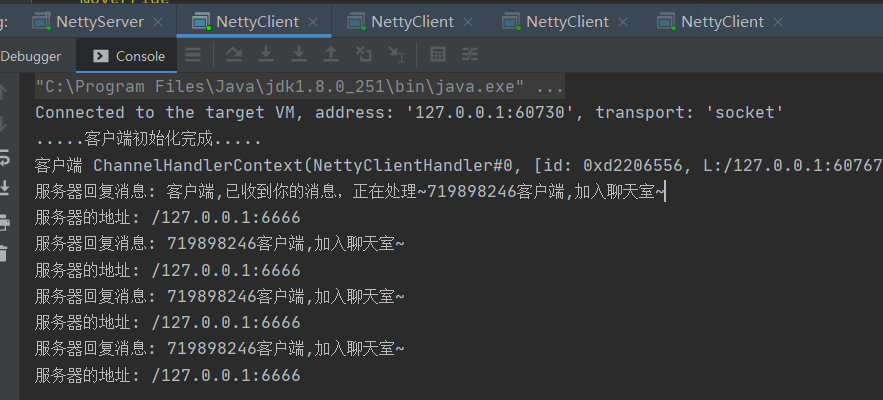 g:
NettyServer
NettyClient
NettyClient
NettyClient
NettyClient
Debugger
Console
"C:\Program Files\Java\jdk1.8.0_251\bin\java.exe" ...
Connected to the target VM, address: '127.0.0.1:60730', transport: 'socket'
.....客户端初始化完成.....
客户端 ChannelHandlerContext(NettyClientHandler#0, [id: 0xd2206556, L:/127.0.0.1:60767
服务器回复消息: 客户端,已收到你的消息，正在处理~719898246客户端,加入聊天室~
服务器的地址: /127.0.0.1:6666
服务器回复消息: 719898246客户端,加入聊天室~
服务器的地址: /127.0.0.1:6666
服务器回复消息: 719898246客户端,加入聊天室~
服务器的地址: /127.0.0.1:6666
服务器回复消息: 719898246客户端,加入聊天室~
服务器的地址: /127.0.0.1:6666